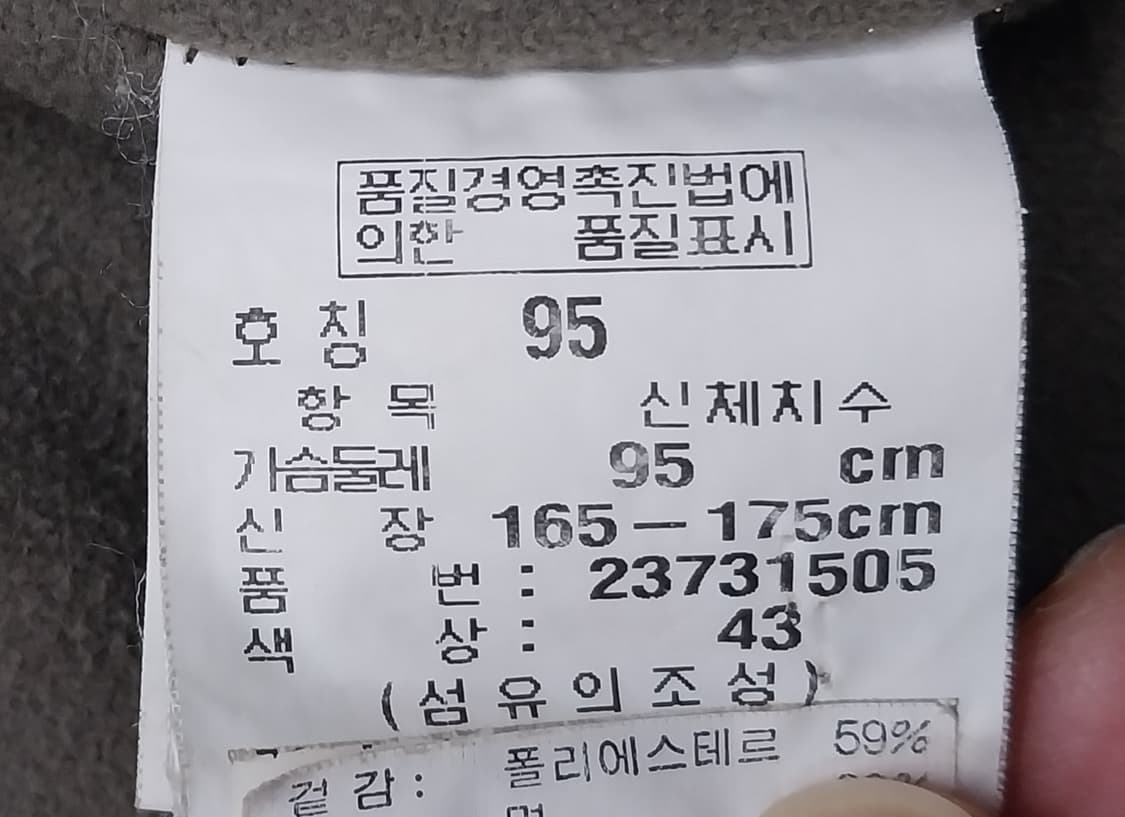 품질경영촉진법에
의한 품질표시
호 칭 95
항 목 신체치수
가슴둘레 95 cm
신 장 165-175cm
품 번 : 23731505
색 상 : 43
(섬유의조성)
겉감: 폴리에스테르 59%
면